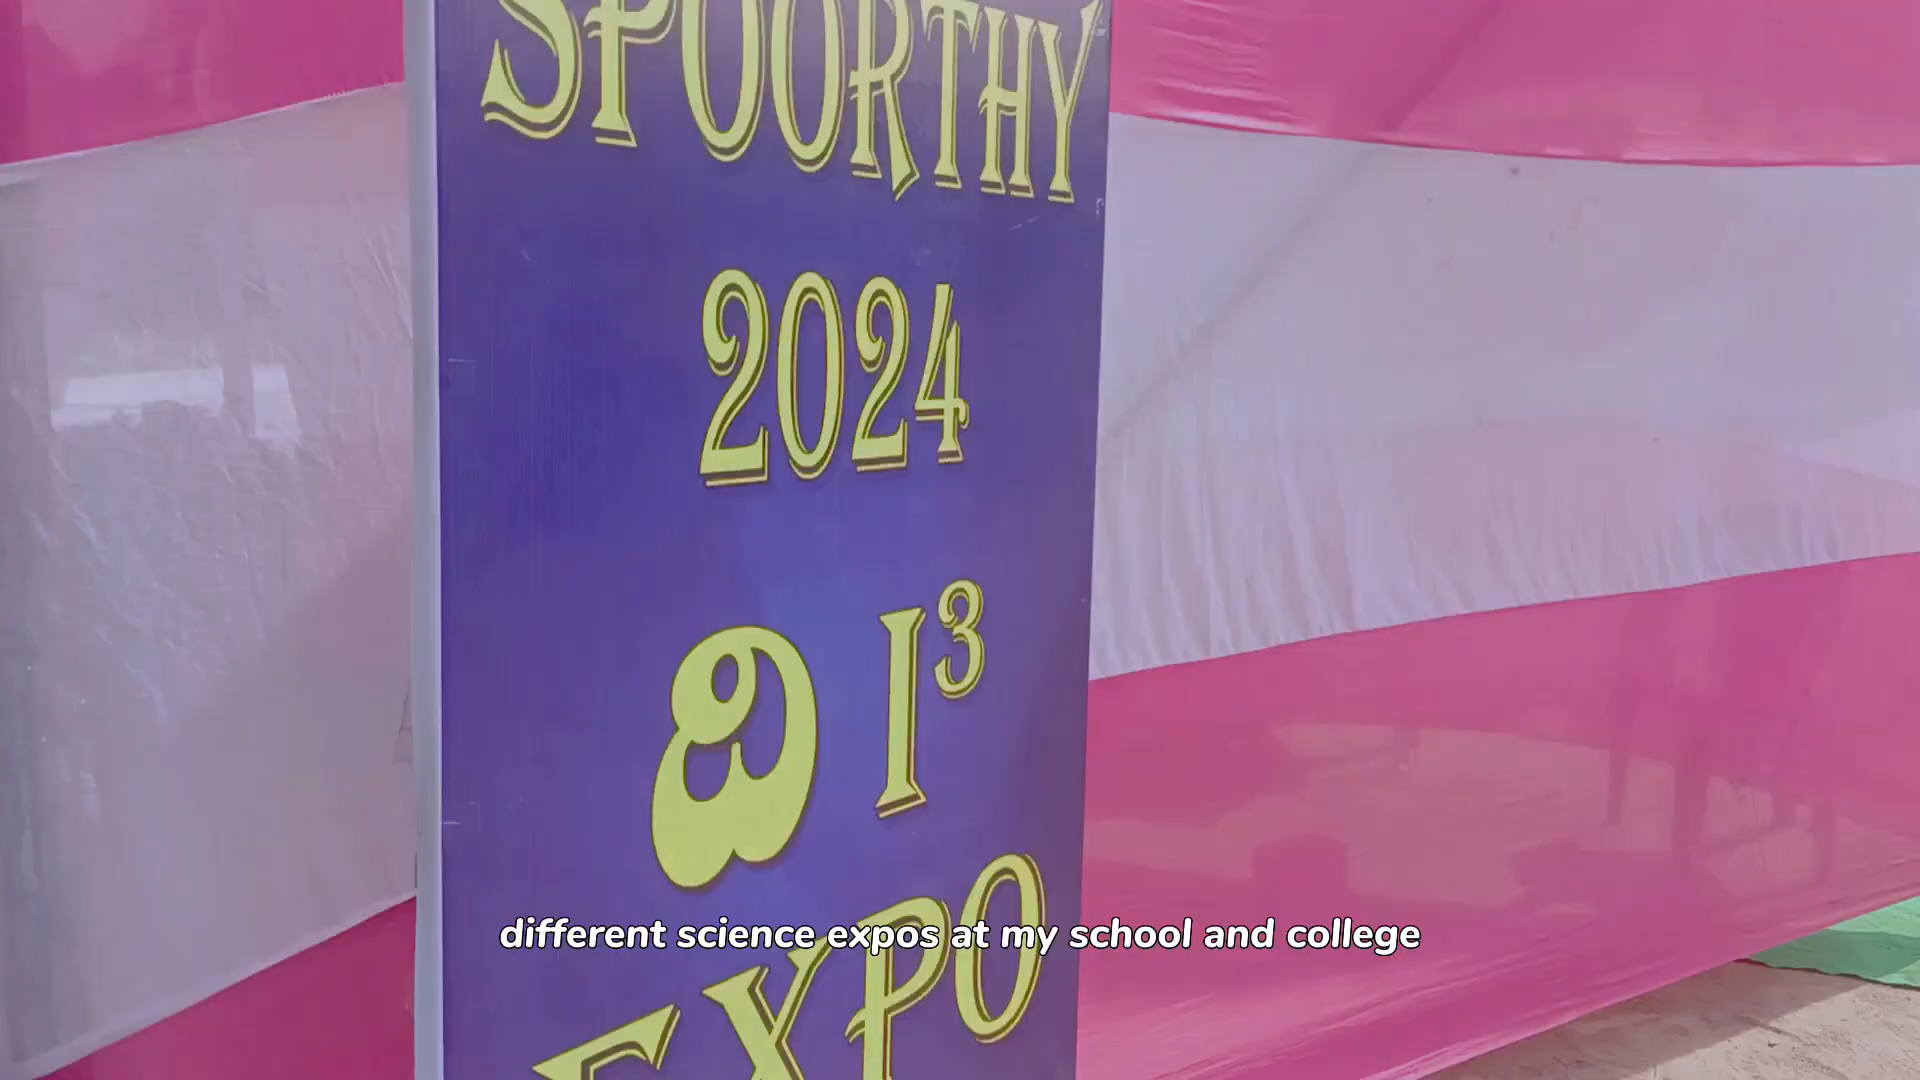 SPOORTHY
2024
ವಿ I³
EXPO
different science expos at my school and college